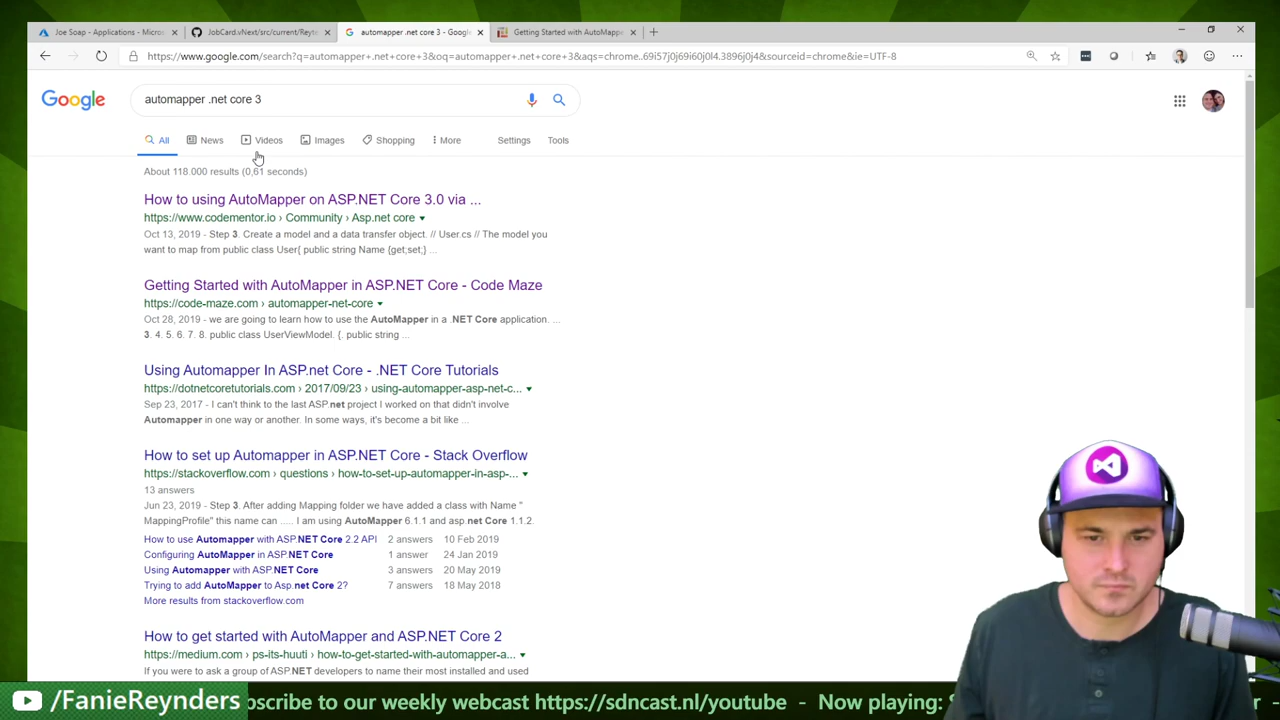 Joe Soap - Applications - Micros
JobCard.vNext/src/current/Reyn
automapper .net core 3 - Google
Getting Started with AutoMappe
https://www.google.com/search?q=automapper+.net+core+3&oq=automapper+.net+core+3&aqs=chrome..69i57j0j69i60j0l4.3896j0j4&sourceid=chrome&ie=UTF-8
Google
automapper .net core 3
All
News
Videos
Images
Shopping
More
Settings
Tools
About 118.000 results (0,61 seconds)
How to using AutoMapper on ASP.NET Core 3.0 via ...
https://www.codementor.io › Community › Asp.net core
Oct 13, 2019 - Step 3. Create a model and a data transfer object. // User.cs // The model you
want to map from public class User{ public string Name {get;set;} ...
Getting Started with AutoMapper in ASP.NET Core - Code Maze
https://code-maze.com › automapper-net-core
Oct 28, 2019 - we are going to learn how to use the AutoMapper in a .NET Core application. ...
3. 4. 5. 6. 7. 8. public class UserViewModel. {. public string ...
Using Automapper In ASP.net Core - .NET Core Tutorials
https://dotnetcoretutorials.com › 2017/09/23 › using-automapper-asp-net-c...
Sep 23, 2017 - I can't think to the last ASP.net project I worked on that didn't involve
Automapper in one way or another. In some ways, it's become a bit like ...
How to set up Automapper in ASP.NET Core - Stack Overflow
https://stackoverflow.com › questions › how-to-set-up-automapper-in-asp-...
13 answers
Jun 23, 2019 - Step 3. After adding Mapping folder we have added a class with Name "
MappingProfile" this name can ..... I am using AutoMapper 6.1.1 and asp.net Core 1.1.2.
How to use Automapper with ASP.NET Core 2.2 API 2 answers 10 Feb 2019
Configuring AutoMapper in ASP.NET Core 1 answer 24 Jan 2019
Using Automapper with ASP.NET Core 3 answers 20 May 2019
Trying to add AutoMapper to Asp.net Core 2? 7 answers 18 May 2018
More results from stackoverflow.com
How to get started with AutoMapper and ASP.NET Core 2
https://medium.com › ps-its-huuti › how-to-get-started-with-automapper-a...
If you were to ask a group of ASP.NET developers to name their most installed and used
/FanieReynders
bscribe to our weekly webcast https://sdncast.nl/youtube - Now playing: